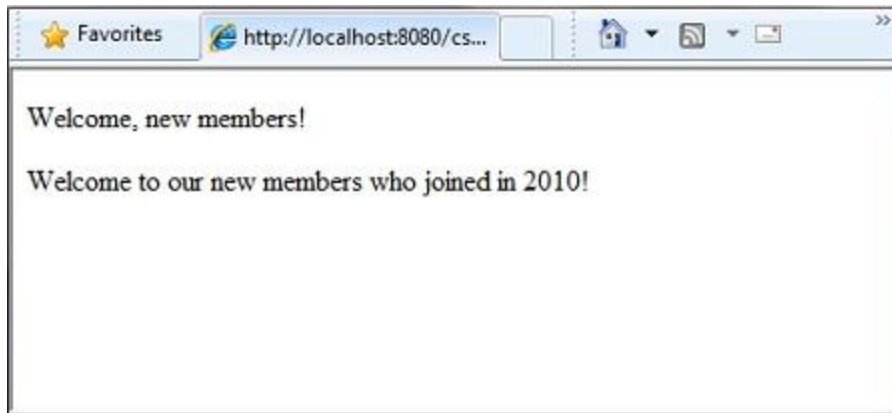 Favorites
http://localhost:8080/cs...
»
Welcome, new members!
Welcome to our new members who joined in 2010!